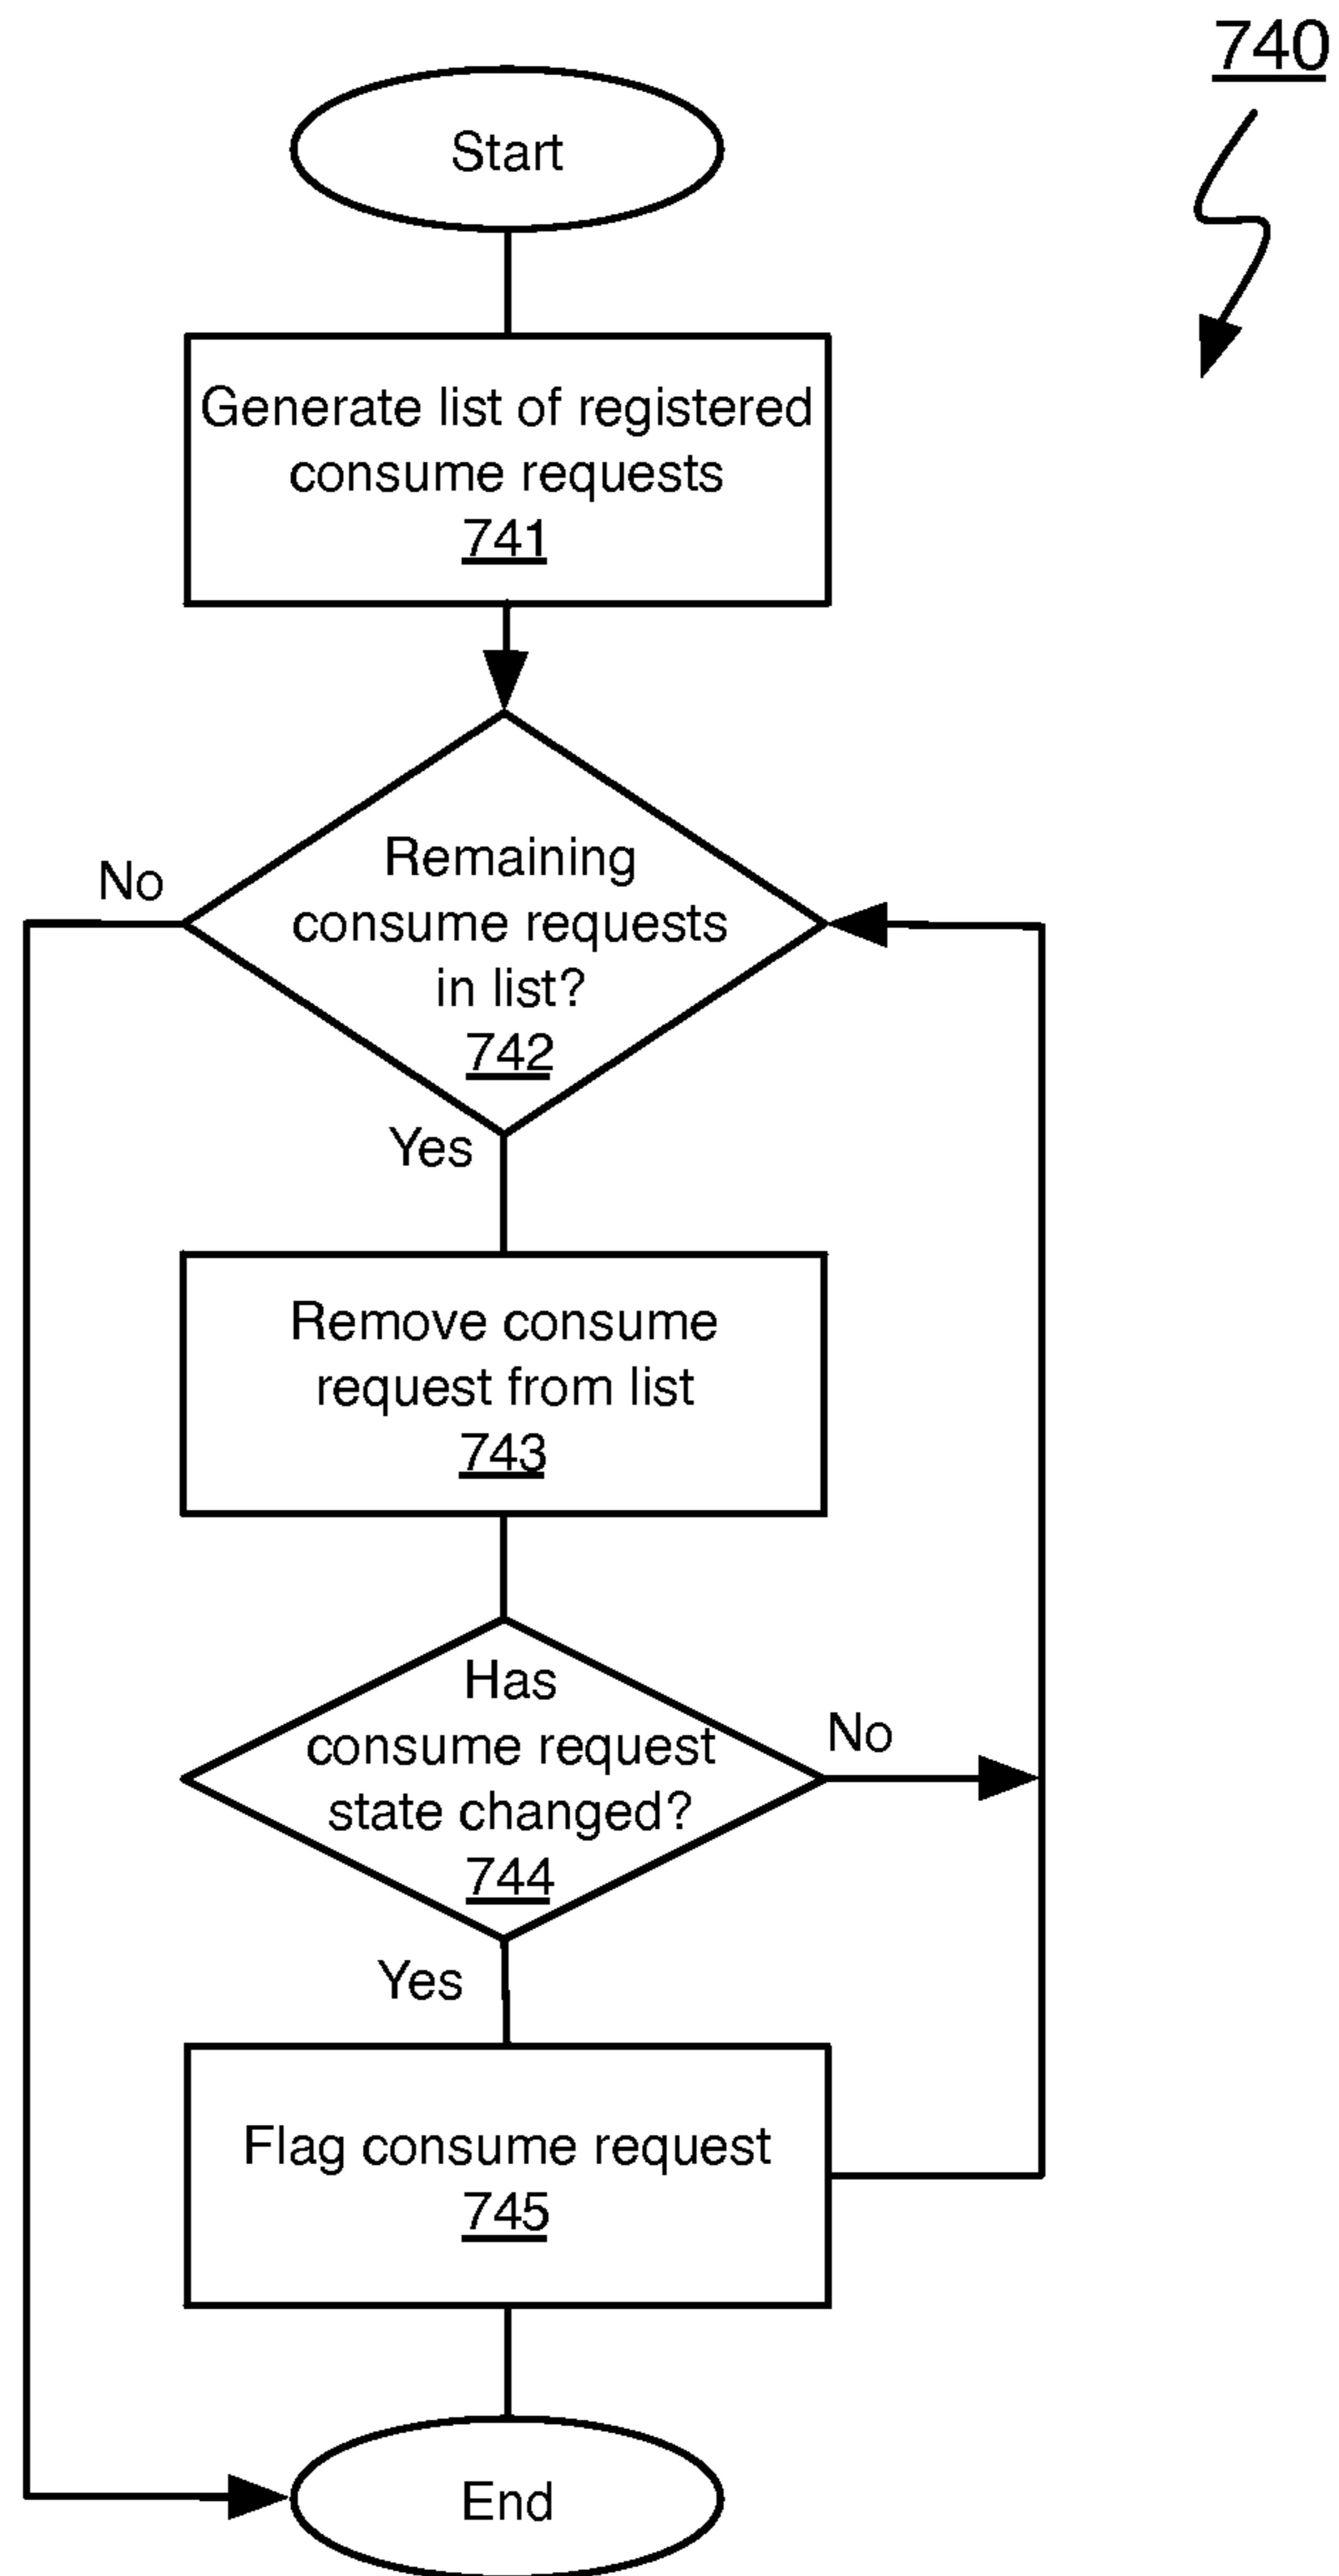 740
Start
Generate list of registered
consume requests
741
Remaining
consume requests
in list?
742
No
Yes
Remove consume
request from list
743
Has
consume request
state changed?
744
No
Yes
Flag consume request
745
End